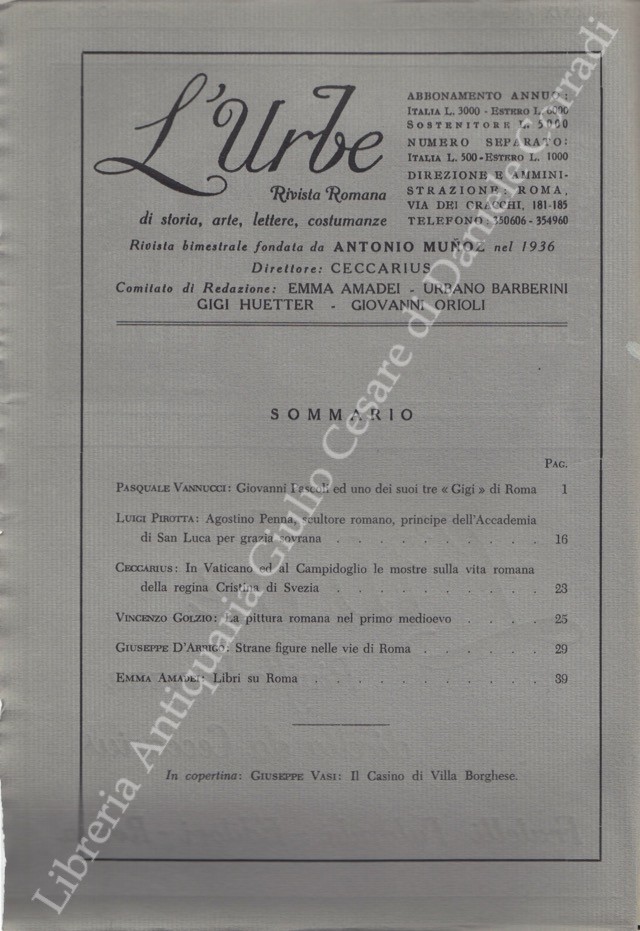 L'Urbe
Rivista Romana
di storia, arte, lettere, costumanze
ABBONAMENTO ANNUO:
ITALIA L. 3000 - ESTERO L. 6000
SOSTENITORE L. 5000
NUMERO SEPARATO:
ITALIA L. 500 - ESTERO L. 1000
DIREZIONE E AMMINI-
STRAZIONE: ROMA,
VIA DEI GRACCHI, 181-185
TELEFONO: 350606 - 354960
Rivista bimestrale fondata da ANTONIO MUÑOZ nel 1936
Direttore: CECCARIUS
Comitato di Redazione: EMMA AMADEI - URBANO BARBERINI
GIGI HUETTER - GIOVANNI ORIOLI
SOMMARIO
PAG.
PASQUALE VANNUCCI: Giovanni Pascoli ed uno dei suoi tre « Gigi » di Roma 1
LUIGI PIROTTA: Agostino Penna, scultore romano, principe dell'Accademia
di San Luca per grazia sovrana . . . . . . . . . . 16
CECCARIUS: In Vaticano ed al Campidoglio le mostre sulla vita romana
della regina Cristina di Svezia . . . . . . . . . . 23
VINCENZO GOLZIO: La pittura romana nel primo medioevo . . . . 25
GIUSEPPE D'ARRIGO: Strane figure nelle vie di Roma . . . . . . 29
EMMA AMADEI: Libri su Roma . . . . . . . . . . . 39
In copertina: GIUSEPPE VASI: Il Casino di Villa Borghese.
Libreria Antiquaria Giulio Cesare di Daniele Corradi